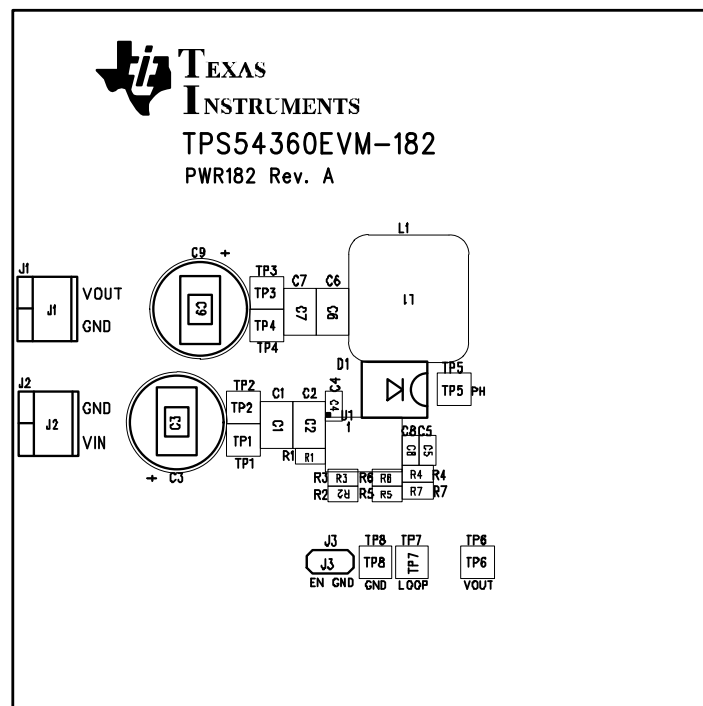 TEXAS
INSTRUMENTS
TPS54360EVM-182
PWR182 Rev. A
L1
L1
C9 +
C9
TP3
TP3
TP4
TP4
C7 C6
C7 C6
J1
J1
VOUT
GND
D1
TP5
TP5
PH
J2
J2
GND
VIN
C3
+ C3
TP2
TP2
TP1
TP1
C1 C2
C1 C2
C4
C4
U1
1
R1 R1
C8 C5
C8 C5
R3 R3 R6 R6 R4 R4
R2 R2 R5 R5 R7 R7
J3 TP8 TP7 TP6
J3 TP8 TP7 TP6
EN GND GND LOOP VOUT